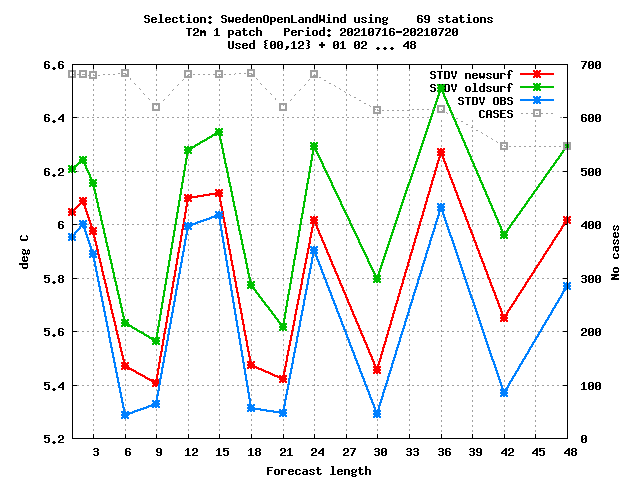 Selection: SwedenOpenLandWind using    69 stations
T2m 1 patch   Period: 20210716-20210720
Used {00,12} + 01 02 ... 48
6.6 700
STDV newsurf
STDV oldsurf
STDV OBS
CASES
6.4 600
6.2 500
6 400
deg C
No cases
5.8 300
5.6 200
5.4 100
5.2 0
3 6 9 12 15 18 21 24 27 30 33 36 39 42 45 48
Forecast length